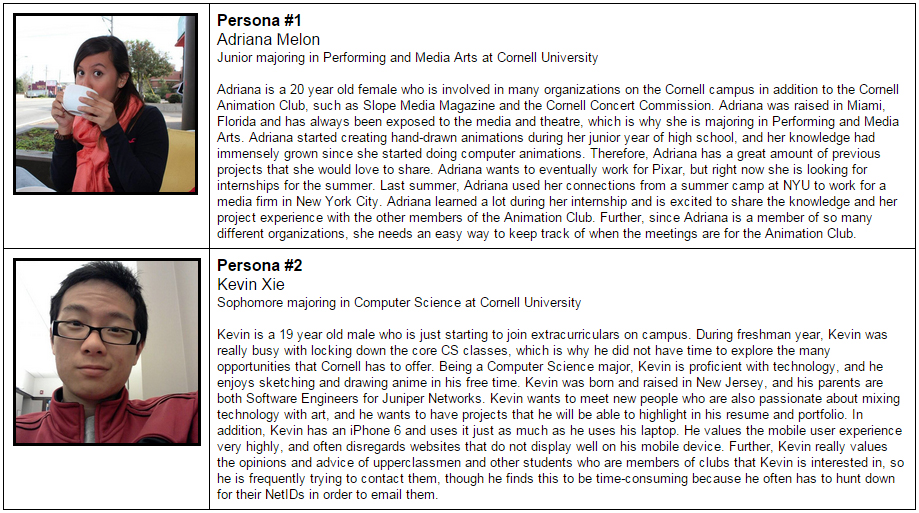 Persona #1
Adriana Melon
Junior majoring in Performing and Media Arts at Cornell University
Adriana is a 20 year old female who is involved in many organizations on the Cornell campus in addition to the Cornell
Animation Club, such as Slope Media Magazine and the Cornell Concert Commission. Adriana was raised in Miami,
Florida and has always been exposed to the media and theatre, which is why she is majoring in Performing and Media
Arts. Adriana started creating hand-drawn animations during her junior year of high school, and her knowledge had
immensely grown since she started doing computer animations. Therefore, Adriana has a great amount of previous
projects that she would love to share. Adriana wants to eventually work for Pixar, but right now she is looking for
internships for the summer. Last summer, Adriana used her connections from a summer camp at NYU to work for a
media firm in New York City. Adriana learned a lot during her internship and is excited to share the knowledge and her
project experience with the other members of the Animation Club. Further, since Adriana is a member of so many
different organizations, she needs an easy way to keep track of when the meetings are for the Animation Club.
Persona #2
Kevin Xie
Sophomore majoring in Computer Science at Cornell University
Kevin is a 19 year old male who is just starting to join extracurriculars on campus. During freshman year, Kevin was
really busy with locking down the core CS classes, which is why he did not have time to explore the many
opportunities that Cornell has to offer. Being a Computer Science major, Kevin is proficient with technology, and he
enjoys sketching and drawing anime in his free time. Kevin was born and raised in New Jersey, and his parents are
both Software Engineers for Juniper Networks. Kevin wants to meet new people who are also passionate about mixing
technology with art, and he wants to have projects that he will be able to highlight in his resume and portfolio. In
addition, Kevin has an iPhone 6 and uses it just as much as he uses his laptop. He values the mobile user experience
very highly, and often disregards websites that do not display well on his mobile device. Further, Kevin really values
the opinions and advice of upperclassmen and other students who are members of clubs that Kevin is interested in, so
he is frequently trying to contact them, though he finds this to be time-consuming because he often has to hunt down
for their NetIDs in order to email them.